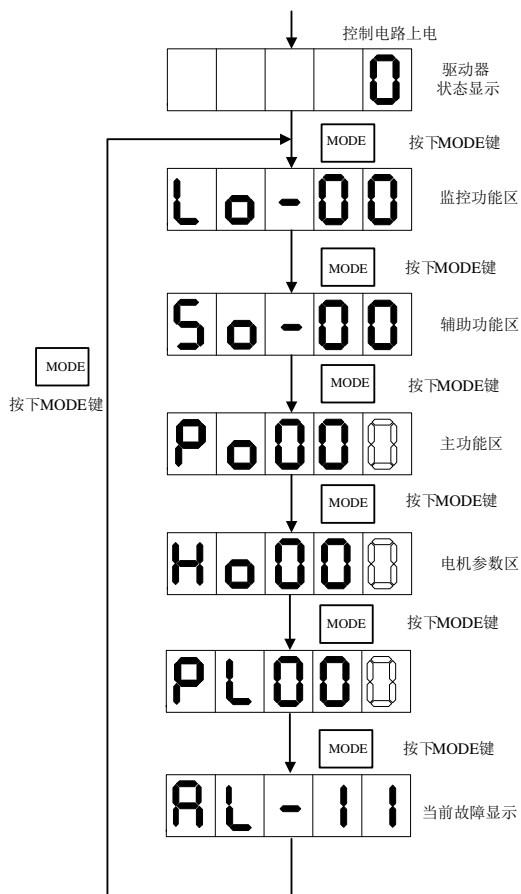 控制电路上电
0
驱动器
状态显示
MODE
按下MODE键
Lo-00
监控功能区
MODE
按下MODE键
So-00
辅助功能区
MODE
按下MODE键
MODE
按下MODE键
Po000
主功能区
MODE
按下MODE键
Ho000
电机参数区
MODE
按下MODE键
PL000
MODE
按下MODE键
AL-11
当前故障显示